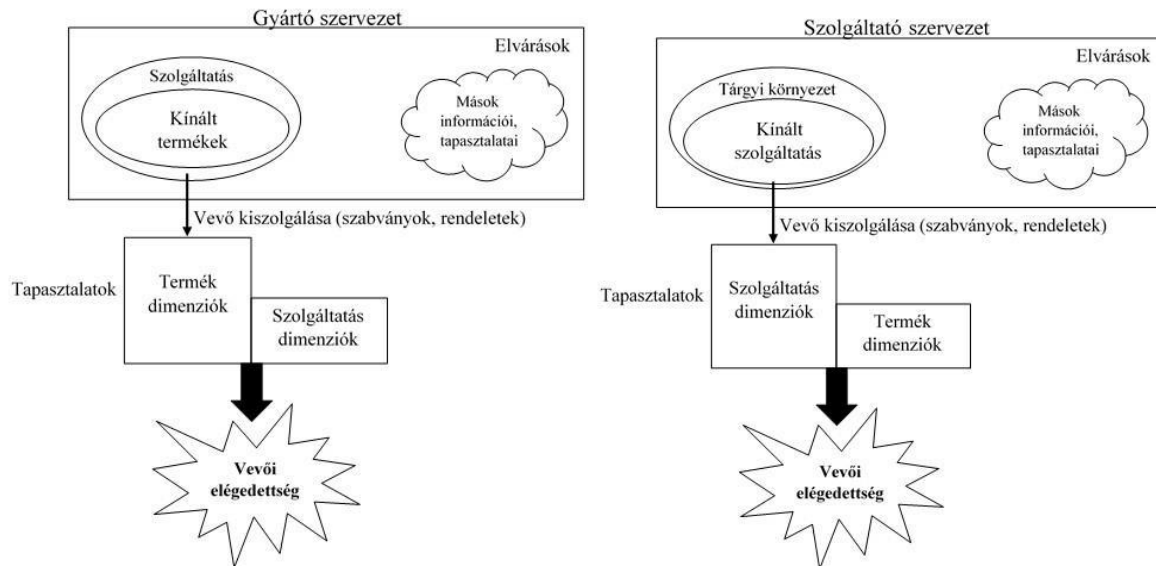 Gyártó szervezet
Elvárások
Szolgáltatás
Kínált
termékek
Mások
információi,
tapasztalatai
Vevő kiszolgálása (szabványok, rendeletek)
Tapasztalatok
Termék
dimenziók
Szolgáltatás
dimenziók
Vevői
elégedettség
Szolgáltató szervezet
Elvárások
Tárgyi környezet
Kínált
szolgáltatás
Mások
információi,
tapasztalatai
Vevő kiszolgálása (szabványok, rendeletek)
Tapasztalatok
Szolgáltatás
dimenziók
Termék
dimenziók
Vevői
elégedettség